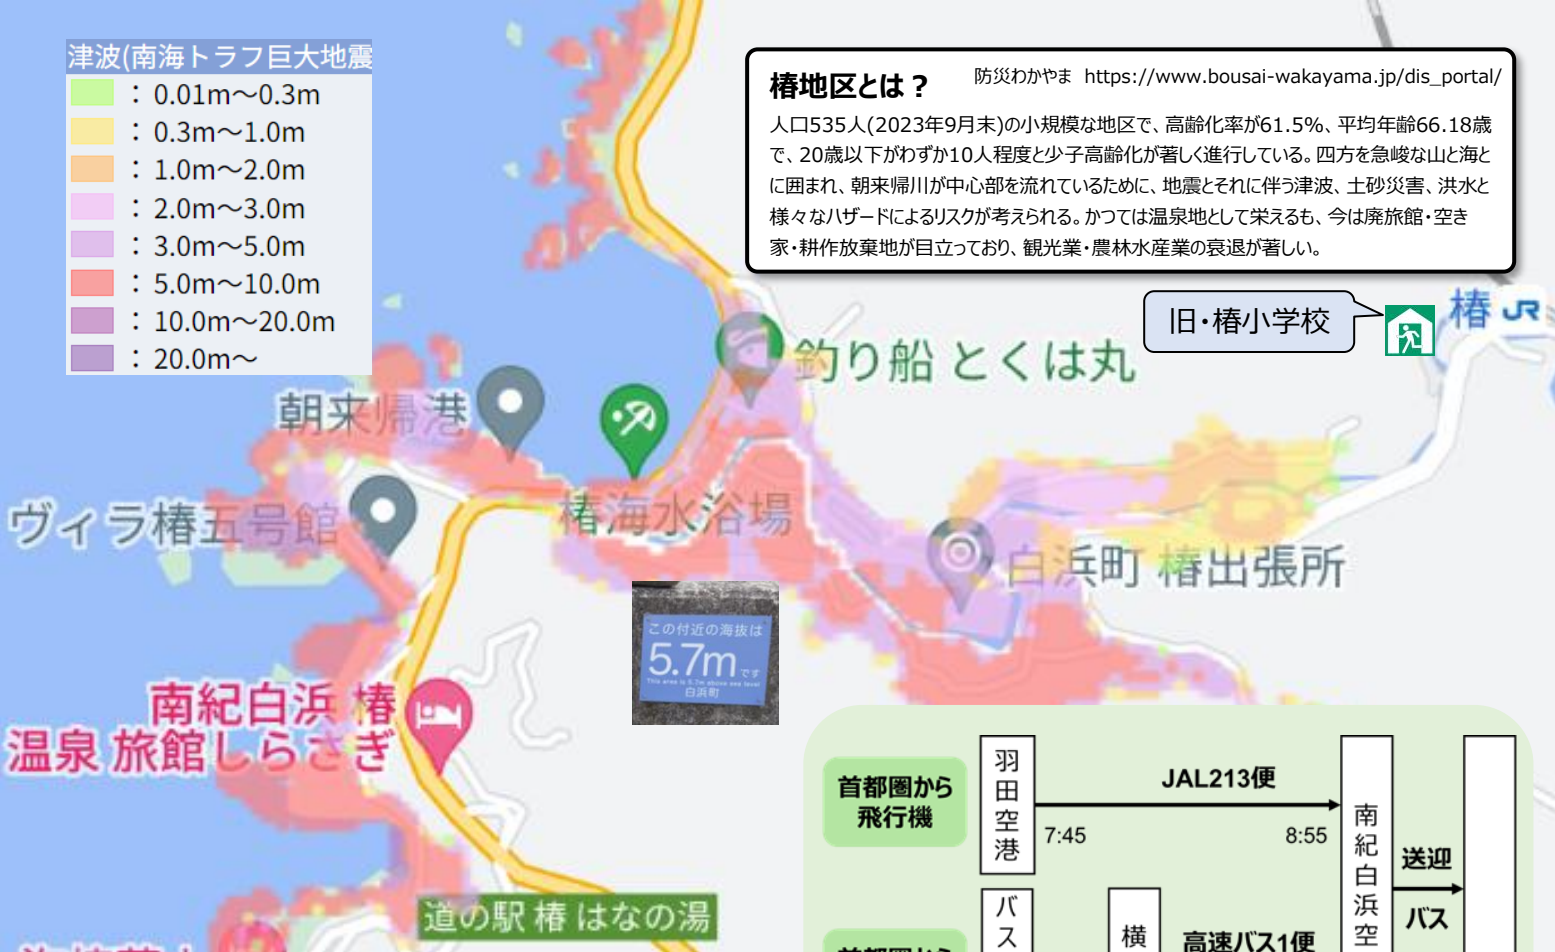 津波(南海トラフ巨大地震
：0.01m～0.3m
：0.3m～1.0m
：1.0m～2.0m
：2.0m～3.0m
：3.0m～5.0m
：5.0m～10.0m
：10.0m～20.0m
：20.0m～
椿地区とは？ 防災わかやま https://www.bousai-wakayama.jp/dis_portal/
人口535人(2023年9月末)の小規模な地区で、高齢化率が61.5%、平均年齢66.18歳
で、20歳以下がわずか10人程度と少子高齢化が著しく進行している。四方を急峻な山と海と
に囲まれ、朝来帰川が中心部を流れているために、地震とそれに伴う津波、土砂災害、洪水と
様々なハザードによるリスクが考えられる。かつては温泉地として栄えるも、今は廃旅館・空き
家・耕作放棄地が目立っており、観光業・農林水産業の衰退が著しい。
旧・椿小学校
椿 JR
釣り船 とくは丸
朝来帰港
椿海水浴場
ヴィラ椿五号館
白浜町 椿出張所
この付近の海抜は
5.7m です
This area is 5.7m above sea level
白浜町
南紀白浜 椿
温泉 旅館しらさぎ
道の駅 椿 はなの湯
首都圏から
飛行機
羽田空港
JAL213便
7:45
8:55
南紀白浜空
送迎
バス
首都圏から
バス
横
高速バス1便